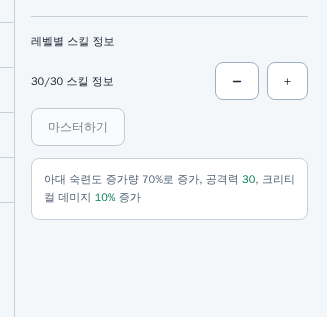 레벨별 스킬 정보
30/30 스킬 정보
− +
마스터하기
아대 숙련도 증가량 70%로 증가, 공격력 30, 크리티
컬 데미지 10% 증가